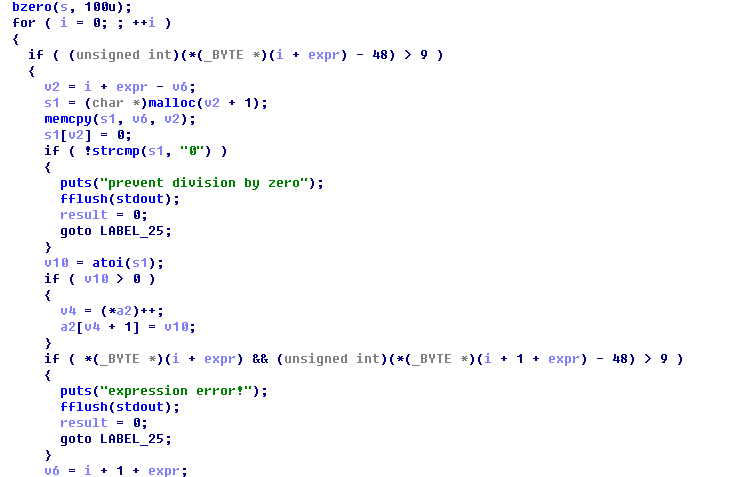 bzero(s, 100u);
for ( i = 0; ; ++i )
{
if ( (unsigned int)(*(_BYTE *)(i + expr) - 48) > 9 )
{
v2 = i + expr - v6;
s1 = (char *)malloc(v2 + 1);
memcpy(s1, v6, v2);
s1[v2] = 0;
if ( !strcmp(s1, "0") )
{
puts("prevent division by zero");
fflush(stdout);
result = 0;
goto LABEL_25;
}
v10 = atoi(s1);
if ( v10 > 0 )
{
v4 = (*a2)++;
a2[v4 + 1] = v10;
}
if ( *(_BYTE *)(i + expr) && (unsigned int)(*(_BYTE *)(i + 1 + expr) - 48) > 9 )
{
puts("expression error!");
fflush(stdout);
result = 0;
goto LABEL_25;
}
v6 = i + 1 + expr;